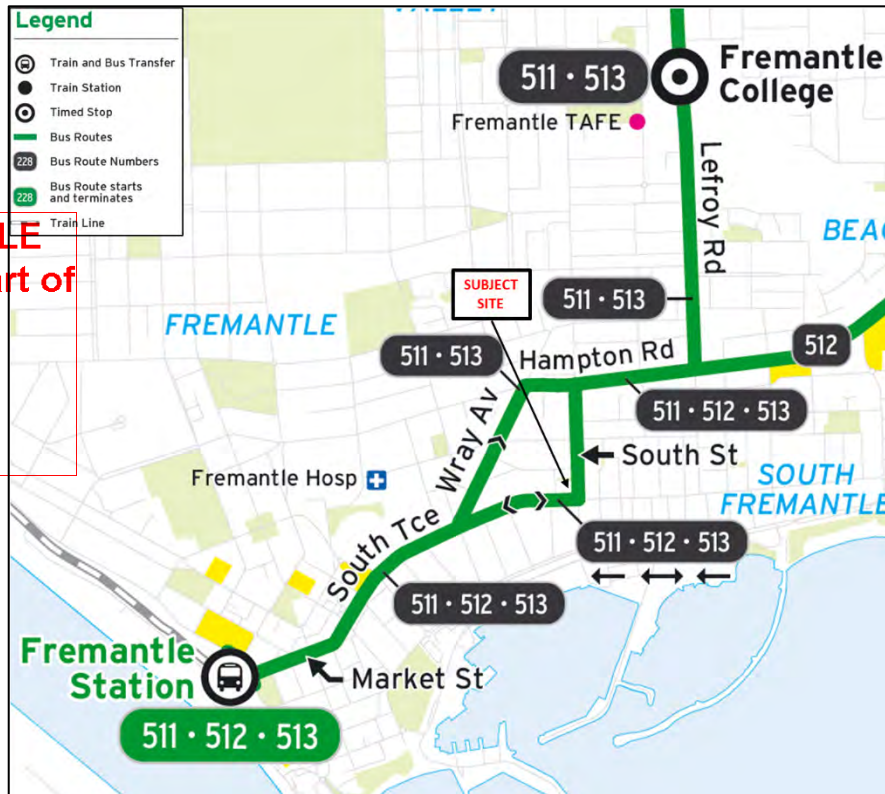 Legend
Train and Bus Transfer
Train Station
Timed Stop
Bus Routes
228 Bus Route Numbers
228 Bus Route starts
and terminates
Train Line
VALLEY
511 · 513
Fremantle
College
Fremantle TAFE
Lefroy Rd
BEAC
LE
art of
SUBJECT
SITE
511 · 513
FREMANTLE
511 · 513
Hampton Rd
512
511 · 512 · 513
Wray Av
South St
Fremantle Hosp
SOUTH
FREMANTLE
South Tce
511 · 512 · 513
511 · 512 · 513
Fremantle
Station
Market St
511 · 512 · 513